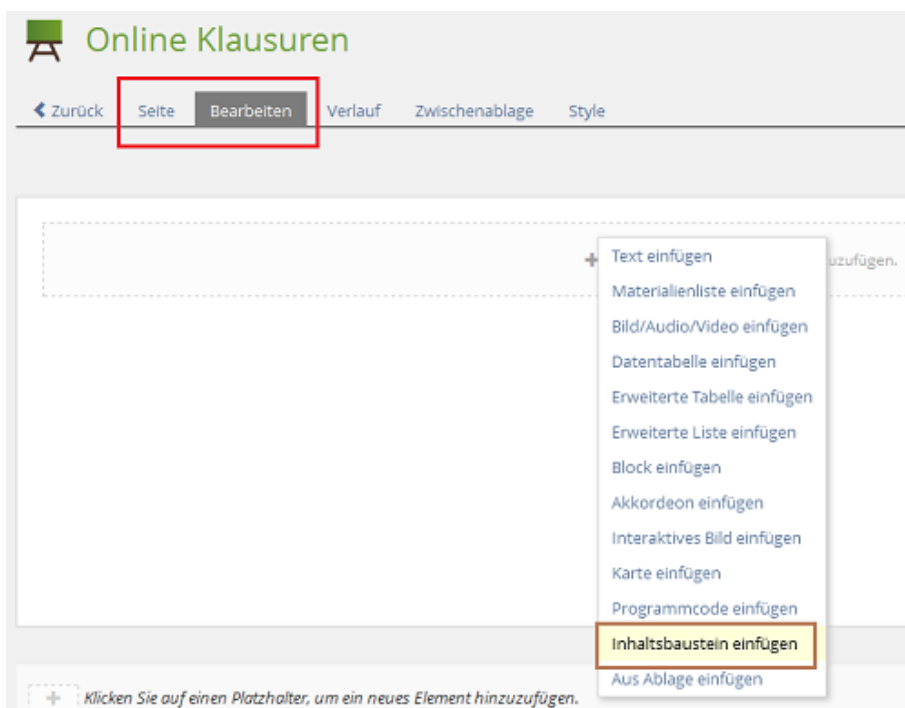 Online Klausuren
Zurück Seite Bearbeiten Verlauf Zwischenablage Style
Text einfügen
uzufügen.
Materialienliste einfügen
Bild/Audio/Video einfügen
Datentabelle einfügen
Erweiterte Tabelle einfügen
Erweiterte Liste einfügen
Block einfügen
Akkordeon einfügen
Interaktives Bild einfügen
Karte einfügen
Programmcode einfügen
Inhaltsbaustein einfügen
Aus Ablage einfügen
Klicken Sie auf einen Platzhalter, um ein neues Element hinzuzufügen.